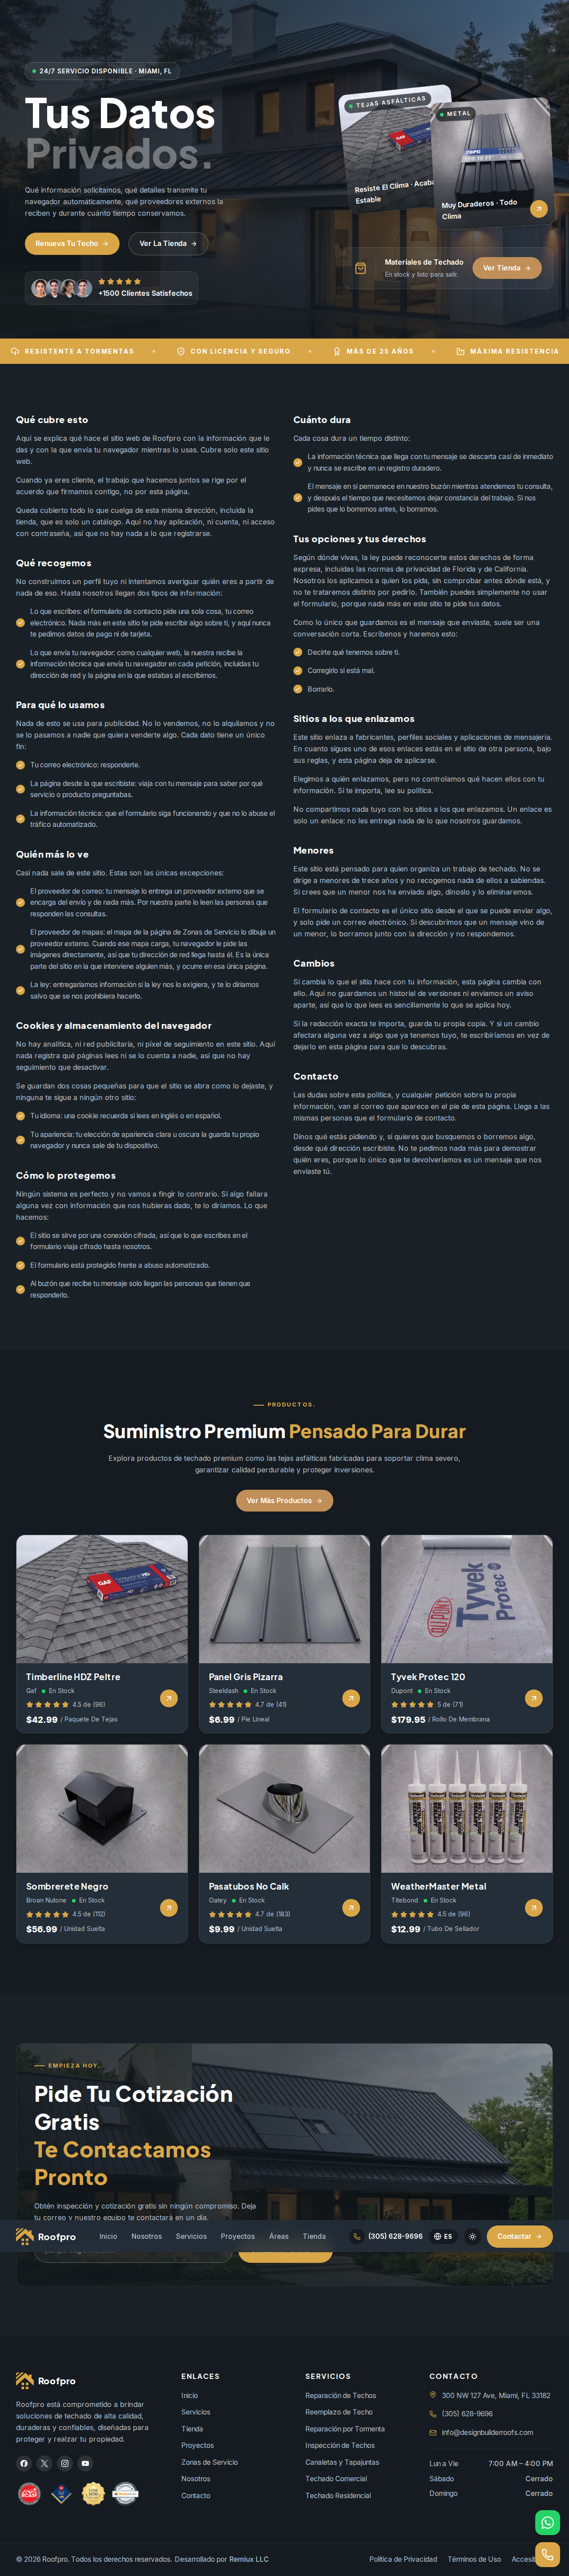 24/7 SERVICIO DISPONIBLE · MIAMI, FL
Tus Datos
Privados.
Qué información solicitamos, qué detalles transmite tu
navegador automáticamente, qué proveedores externos la
reciben y durante cuánto tiempo conservamos.
Renueva Tu Techo
Ver La Tienda
+1500 Clientes Satisfechos
TEJAS ASFÁLTICAS
Resiste El Clima · Acaba
Estable
METAL
Muy Duraderos · Todo
Clima
Materiales de Techado
En stock y listo para salir.
Ver Tienda
RESISTENTE A TORMENTAS
CON LICENCIA Y SEGURO
MÁS DE 25 AÑOS
MÁXIMA RESISTENCIA
Qué cubre esto
Aquí se explica qué hace el sitio web de Roofpro con la información que le
das y con la que envía tu navegador mientras lo usas. Cubre solo este sitio
web.
Cuando ya eres cliente, el trabajo que hacemos juntos se rige por el
acuerdo que firmamos contigo, no por esta página.
Queda cubierto todo lo que cuelga de esta misma dirección, incluida la
tienda, que es solo un catálogo. Aquí no hay aplicación, ni cuenta, ni acceso
con contraseña, así que no hay nada a lo que registrarse.
Qué recogemos
No construimos un perfil tuyo ni intentamos averiguar quién eres a partir de
nada de eso. Hasta nosotros llegan dos tipos de información:
Lo que escribes: el formulario de contacto pide una sola cosa, tu correo
electrónico. Nada más en este sitio te pide escribir algo sobre ti, y aquí nunca
te pedimos datos de pago ni de tarjeta.
Lo que envía tu navegador: como cualquier web, la nuestra recibe la
información técnica que envía tu navegador en cada petición, incluidas tu
dirección de red y la página en la que estabas al escribirnos.
Para qué lo usamos
Nada de esto se usa para publicidad. No lo vendemos, no lo alquilamos y no
se lo pasamos a nadie que quiera venderte algo. Cada dato tiene un único
fin:
Tu correo electrónico: responderte.
La página desde la que escribiste: viaja con tu mensaje para saber por qué
servicio o producto preguntabas.
La información técnica: que el formulario siga funcionando y que no lo abuse el
tráfico automatizado.
Quién más lo ve
Casi nada sale de este sitio. Estas son las únicas excepciones:
El proveedor de correo: tu mensaje lo entrega un proveedor externo que se
encarga del envío y de nada más. Por nuestra parte lo leen las personas que
responden las consultas.
El proveedor de mapas: el mapa de la página de Zonas de Servicio lo dibuja un
proveedor externo. Cuando ese mapa carga, tu navegador le pide las
imágenes directamente, así que tu dirección de red llega hasta él. Es la única
parte del sitio en la que interviene alguien más, y ocurre en esa única página.
La ley: entregaríamos información si la ley nos lo exigiera, y te lo diríamos
salvo que se nos prohibiera hacerlo.
Cookies y almacenamiento del navegador
No hay analítica, ni red publicitaria, ni píxel de seguimiento en este sitio. Aquí
nada registra qué páginas lees ni se lo cuenta a nadie, así que no hay
seguimiento que desactivar.
Se guardan dos cosas pequeñas para que el sitio se abra como lo dejaste, y
ninguna te sigue a ningún otro sitio:
Tu idioma: una cookie recuerda si lees en inglés o en español.
Tu apariencia: tu elección de apariencia clara u oscura la guarda tu propio
navegador y nunca sale de tu dispositivo.
Cómo lo protegemos
Ningún sistema es perfecto y no vamos a fingir lo contrario. Si algo fallara
alguna vez con información que nos hubieras dado, te lo diríamos. Lo que
hacemos:
El sitio se sirve por una conexión cifrada, así que lo que escribes en el
formulario viaja cifrado hasta nosotros.
El formulario está protegido frente a abuso automatizado.
Al buzón que recibe tu mensaje solo llegan las personas que tienen que
responderlo.
Cuánto dura
Cada cosa dura un tiempo distinto:
La información técnica que llega con tu mensaje se descarta casi de inmediato
y nunca se escribe en un registro duradero.
El mensaje en sí permanece en nuestro buzón mientras atendemos tu consulta,
y después el tiempo que necesitemos dejar constancia del trabajo. Si nos
pides que lo borremos antes, lo borramos.
Tus opciones y tus derechos
Según dónde vivas, la ley puede reconocerte estos derechos de forma
expresa, incluidas las normas de privacidad de Florida y de California.
Nosotros los aplicamos a quien los pida, sin comprobar antes dónde está, y
no te trataremos distinto por pedirlo. También puedes simplemente no usar
el formulario, porque nada más en este sitio te pide tus datos.
Como lo único que guardamos es el mensaje que enviaste, suele ser una
conversación corta. Escríbenos y haremos esto:
Decirte qué tenemos sobre ti.
Corregirlo si está mal.
Borrarlo.
Sitios a los que enlazamos
Este sitio enlaza a fabricantes, perfiles sociales y aplicaciones de mensajería.
En cuanto sigues uno de esos enlaces estás en el sitio de otra persona, bajo
sus reglas, y esta página deja de aplicarse.
Elegimos a quién enlazamos, pero no controlamos qué hacen ellos con tu
información. Si te importa, lee su política.
No compartimos nada tuyo con los sitios a los que enlazamos. Un enlace es
solo un enlace: no les entrega nada de lo que nosotros guardamos.
Menores
Este sitio está pensado para quien organiza un trabajo de techado. No se
dirige a menores de trece años y no recogemos nada de ellos a sabiendas.
Si crees que un menor nos ha enviado algo, dínoslo y lo eliminaremos.
El formulario de contacto es el único sitio desde el que se puede enviar algo,
y solo pide un correo electrónico. Si descubrimos que un mensaje vino de
un menor, lo borramos junto con la dirección y no respondemos.
Cambios
Si cambia lo que el sitio hace con tu información, esta página cambia con
ello. Aquí no guardamos un historial de versiones ni enviamos un aviso
aparte, así que lo que lees es sencillamente lo que se aplica hoy.
Si la redacción exacta te importa, guarda tu propia copia. Y si un cambio
afectara alguna vez a algo que ya tenemos tuyo, te escribiríamos en vez de
dejarlo en esta página para que lo descubras.
Contacto
Las dudas sobre esta política, y cualquier petición sobre tu propia
información, van al correo que aparece en el pie de esta página. Llega a las
mismas personas que el formulario de contacto.
Dinos qué estás pidiendo y, si quieres que busquemos o borremos algo,
desde qué dirección escribiste. No te pedimos nada más para demostrar
quién eres, porque lo único que te devolveríamos es un mensaje que nos
enviaste tú.
PRODUCTOS.
Suministro Premium Pensado Para Durar
Explora productos de techado premium como las tejas asfálticas fabricadas para soportar clima severo,
garantizar calidad perdurable y proteger inversiones.
Ver Más Productos
Timberline HDZ Peltre
Gaf
En Stock
4.5 de (96)
$42.99 / Paquete De Tejas
Panel Gris Pizarra
Steeldash
En Stock
4.7 de (41)
$6.99 / Pie Lineal
Tyvek Protec 120
Dupont
En Stock
5 de (71)
$179.95 / Rollo De Membrana
Sombrerete Negro
Broan Nutone
En Stock
4.5 de (112)
$56.99 / Unidad Suelta
Pasatubos No Calk
Oatey
En Stock
4.7 de (183)
$9.99 / Unidad Suelta
WeatherMaster Metal
Titebond
En Stock
4.5 de (96)
$12.99 / Tubo De Sellador
EMPIEZA HOY.
Pide Tu Cotización
Gratis
Te Contactamos
Pronto
Obtén inspección y cotización gratis sin ningún compromiso. Deja
tu correo y nuestro equipo te contactará en un día.
Roofpro
Inicio
Nosotros
Servicios
Proyectos
Áreas
Tienda
(305) 628-9696
ES
Contactar
Roofpro
Roofpro está comprometido a brindar
soluciones de techado de alta calidad,
duraderas y confiables, diseñadas para
proteger y realzar tu propiedad.
ENLACES
Inicio
Servicios
Tienda
Proyectos
Zonas de Servicio
Nosotros
Contacto
SERVICIOS
Reparación de Techos
Reemplazo de Techo
Reparación por Tormenta
Inspección de Techos
Canaletas y Tapajuntas
Techado Comercial
Techado Residencial
CONTACTO
300 NW 127 Ave, Miami, FL 33182
(305) 628-9696
info@designbuilderroofs.com
Lun a Vie 7:00 AM – 4:00 PM
Sábado Cerrado
Domingo Cerrado
© 2026 Roofpro. Todos los derechos reservados. Desarrollado por Remlux LLC
Política de Privacidad
Términos de Uso